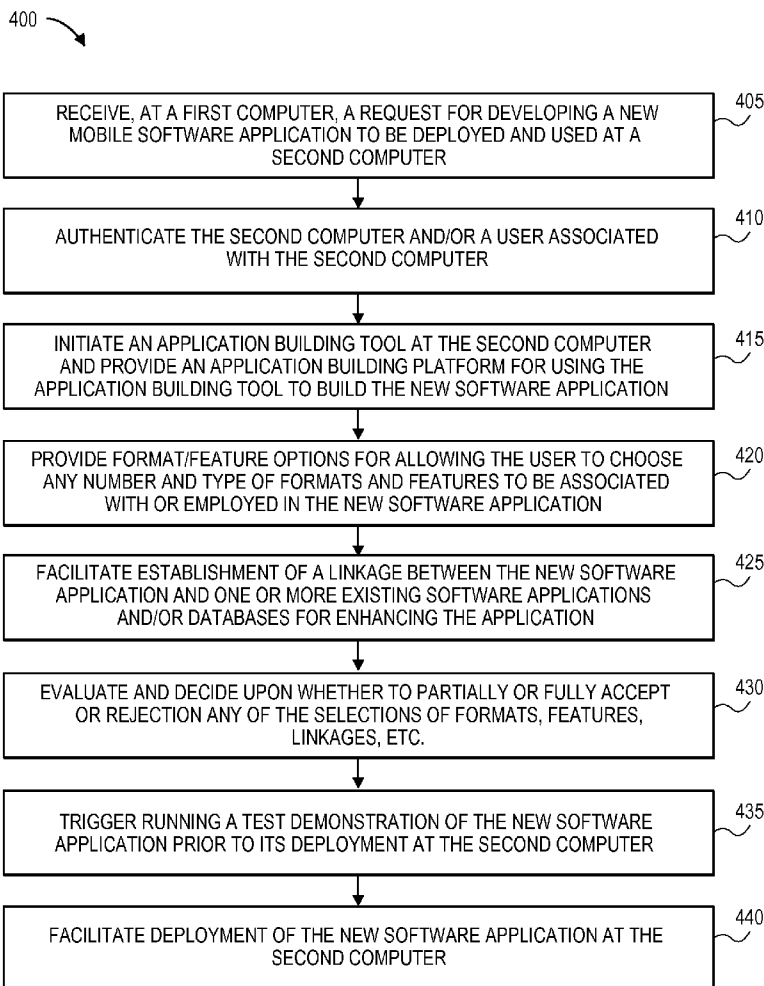 400
RECEIVE, AT A FIRST COMPUTER, A REQUEST FOR DEVELOPING A NEW
MOBILE SOFTWARE APPLICATION TO BE DEPLOYED AND USED AT A
SECOND COMPUTER
405
AUTHENTICATE THE SECOND COMPUTER AND/OR A USER ASSOCIATED
WITH THE SECOND COMPUTER
410
INITIATE AN APPLICATION BUILDING TOOL AT THE SECOND COMPUTER
AND PROVIDE AN APPLICATION BUILDING PLATFORM FOR USING THE
APPLICATION BUILDING TOOL TO BUILD THE NEW SOFTWARE APPLICATION
415
PROVIDE FORMAT/FEATURE OPTIONS FOR ALLOWING THE USER TO CHOOSE
ANY NUMBER AND TYPE OF FORMATS AND FEATURES TO BE ASSOCIATED
WITH OR EMPLOYED IN THE NEW SOFTWARE APPLICATION
420
FACILITATE ESTABLISHMENT OF A LINKAGE BETWEEN THE NEW SOFTWARE
APPLICATION AND ONE OR MORE EXISTING SOFTWARE APPLICATIONS
AND/OR DATABASES FOR ENHANCING THE APPLICATION
425
EVALUATE AND DECIDE UPON WHETHER TO PARTIALLY OR FULLY ACCEPT
OR REJECTION ANY OF THE SELECTIONS OF FORMATS, FEATURES,
LINKAGES, ETC.
430
TRIGGER RUNNING A TEST DEMONSTRATION OF THE NEW SOFTWARE
APPLICATION PRIOR TO ITS DEPLOYMENT AT THE SECOND COMPUTER
435
FACILITATE DEPLOYMENT OF THE NEW SOFTWARE APPLICATION AT THE
SECOND COMPUTER
440